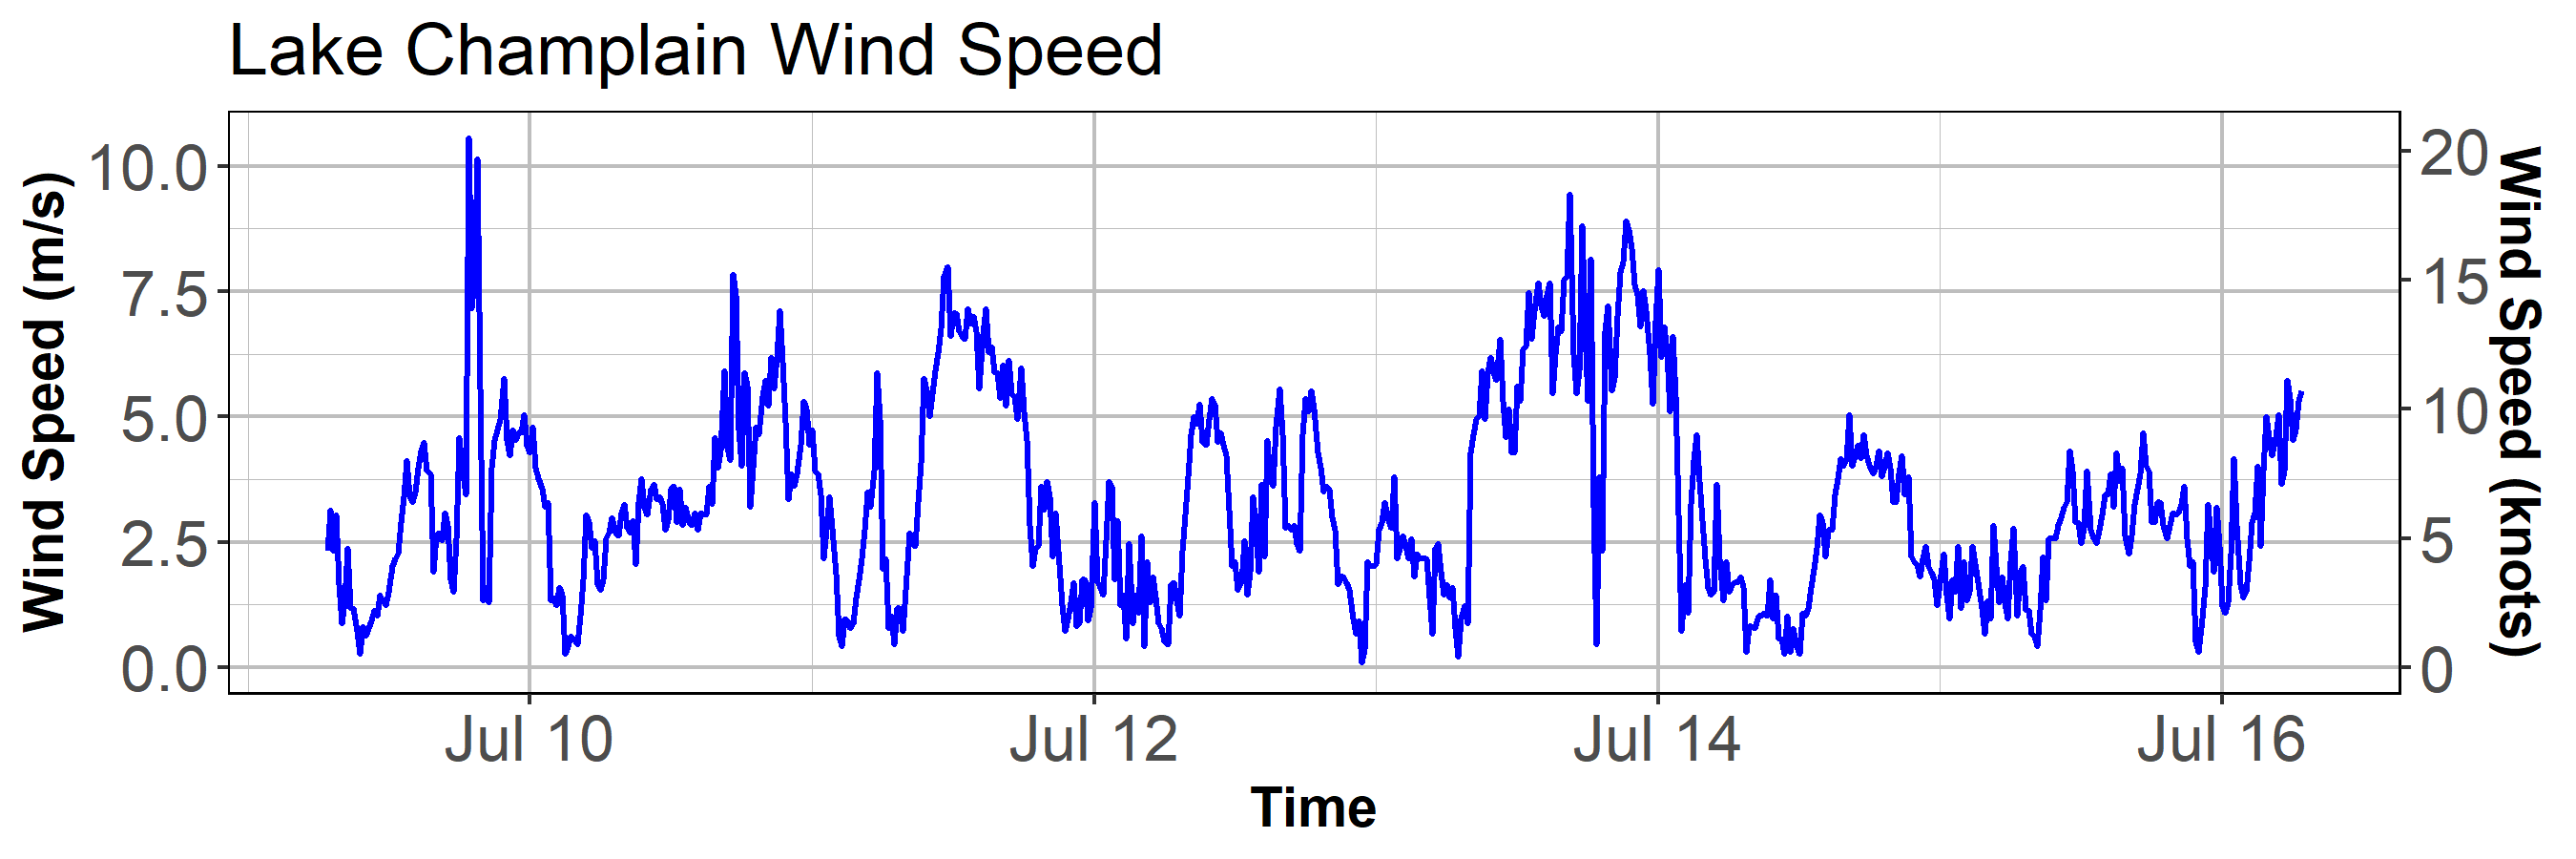 Lake Champlain Wind Speed
Wind Speed (m/s)
10.0
7.5
5.0
2.5
0.0
20
15
10
5
0
Wind Speed (knots)
Jul 10
Jul 12
Jul 14
Jul 16
Time